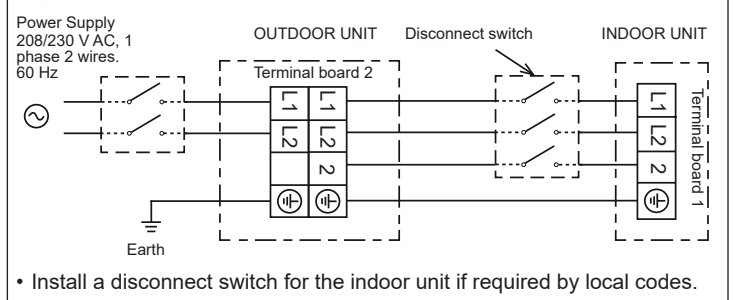 Power Supply
208/230 V AC, 1
phase 2 wires.
60 Hz
OUTDOOR UNIT
Disconnect switch
INDOOR UNIT
Terminal board 2
L1 L1
L2 L2
2
L1
L2
2
Terminal board 1
Earth
• Install a disconnect switch for the indoor unit if required by local codes.